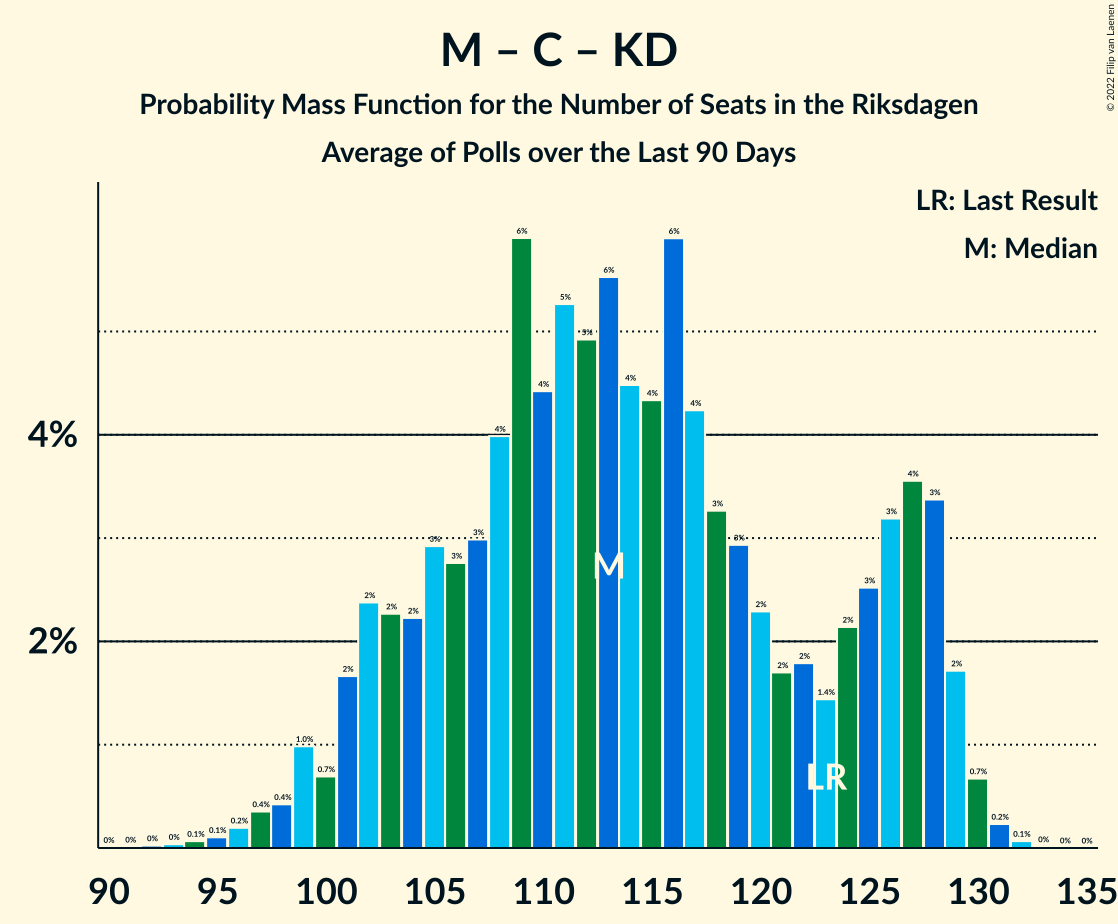 M – C – KD
Probability Mass Function for the Number of Seats in the Riksdagen
Average of Polls over the Last 90 Days
© 2022 Filip van Laenen
LR: Last Result
M: Median
4%
2%
0% 0% 0% 0% 0.1% 0.1% 0.2% 0.4% 0.4% 1.0% 0.7% 2% 2% 2% 2% 3% 3% 3% 4% 6% 4% 5% 5% 6% 4% 4% 6% 4% 3% 3% 2% 2% 2% 1.4% 2% 3% 3% 4% 3% 2% 0.7% 0.2% 0.1% 0% 0% 0%
M
LR
90 95 100 105 110 115 120 125 130 135